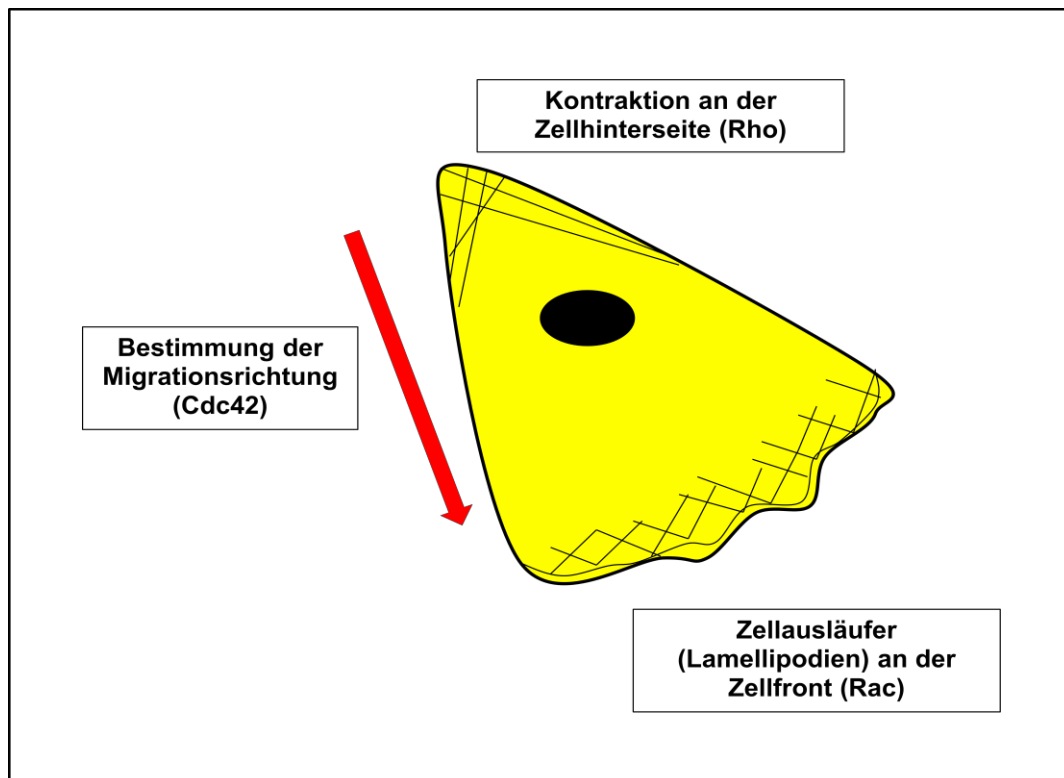 Kontraktion an der
Zellhinterseite (Rho)
Bestimmung der
Migrationsrichtung
(Cdc42)
Zellausläufer
(Lamellipodien) an der
Zellfront (Rac)